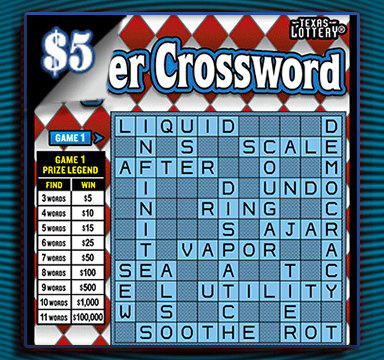 TEXAS
LOTTERY®
$5
er Crossword
GAME 1
GAME 1
PRIZE LEGEND
FIND WIN
3 WORDS $5
4 WORDS $10
5 WORDS $15
6 WORDS $25
7 WORDS $50
8 WORDS $100
9 WORDS $500
10 WORDS $1,000
11 WORDS $100,000
LIQUID D
N S SCALE
AFTER O M
I D UNDO
N RING C
I S AJAR
T VAPOR A
SEA A T C
E L UTILITY
W S C E
SOOTHE ROT